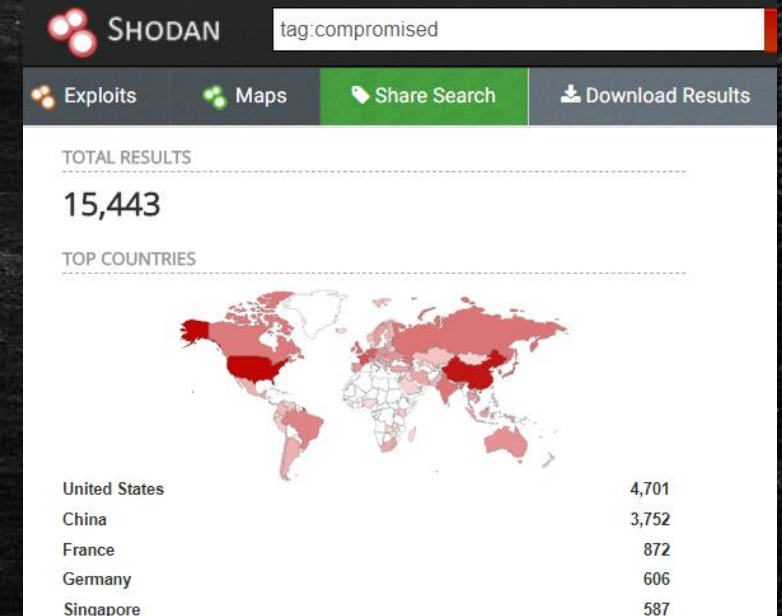 SHODAN
tag:compromised
Exploits
Maps
Share Search
Download Results
TOTAL RESULTS
15,443
TOP COUNTRIES
United States 4,701
China 3,752
France 872
Germany 606
Singapore 587